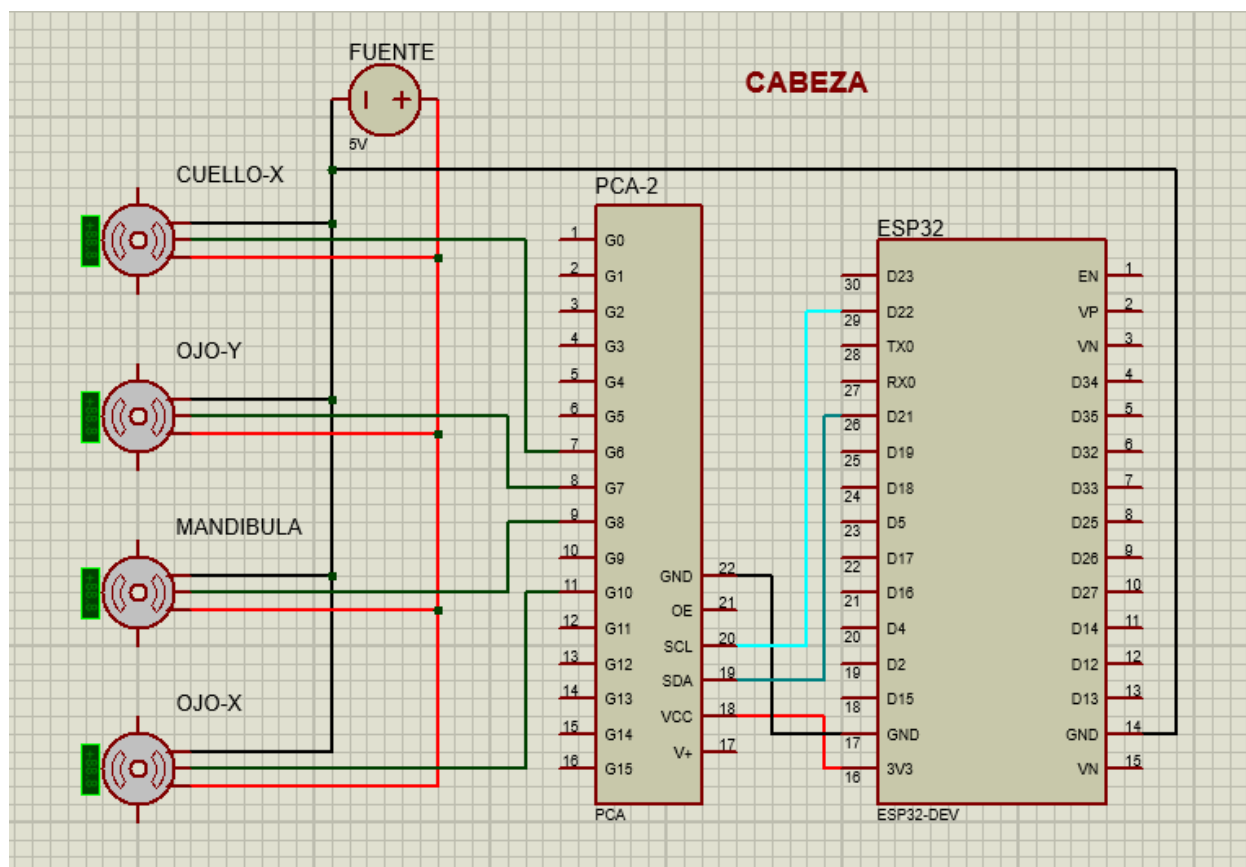 FUENTE
5V
CABEZA
CUELLO-X
OJO-Y
MANDIBULA
OJO-X
PCA-2
1 G0
2 G1
3 G2
4 G3
5 G4
6 G5
7 G6
8 G7
9 G8
10 G9
11 G10
12 G11
13 G12
14 G13
15 G14
16 G15
GND 22
OE 21
SCL 20
SDA 19
VCC 18
V+ 17
PCA
ESP32
30 D23
29 D22
28 TX0
27 RX0
26 D21
25 D19
24 D18
23 D5
22 D17
21 D16
20 D4
19 D2
18 D15
17 GND
16 3V3
EN 1
VP 2
VN 3
D34 4
D35 5
D32 6
D33 7
D25 8
D26 9
D27 10
D14 11
D12 12
D13 13
GND 14
VN 15
ESP32-DEV